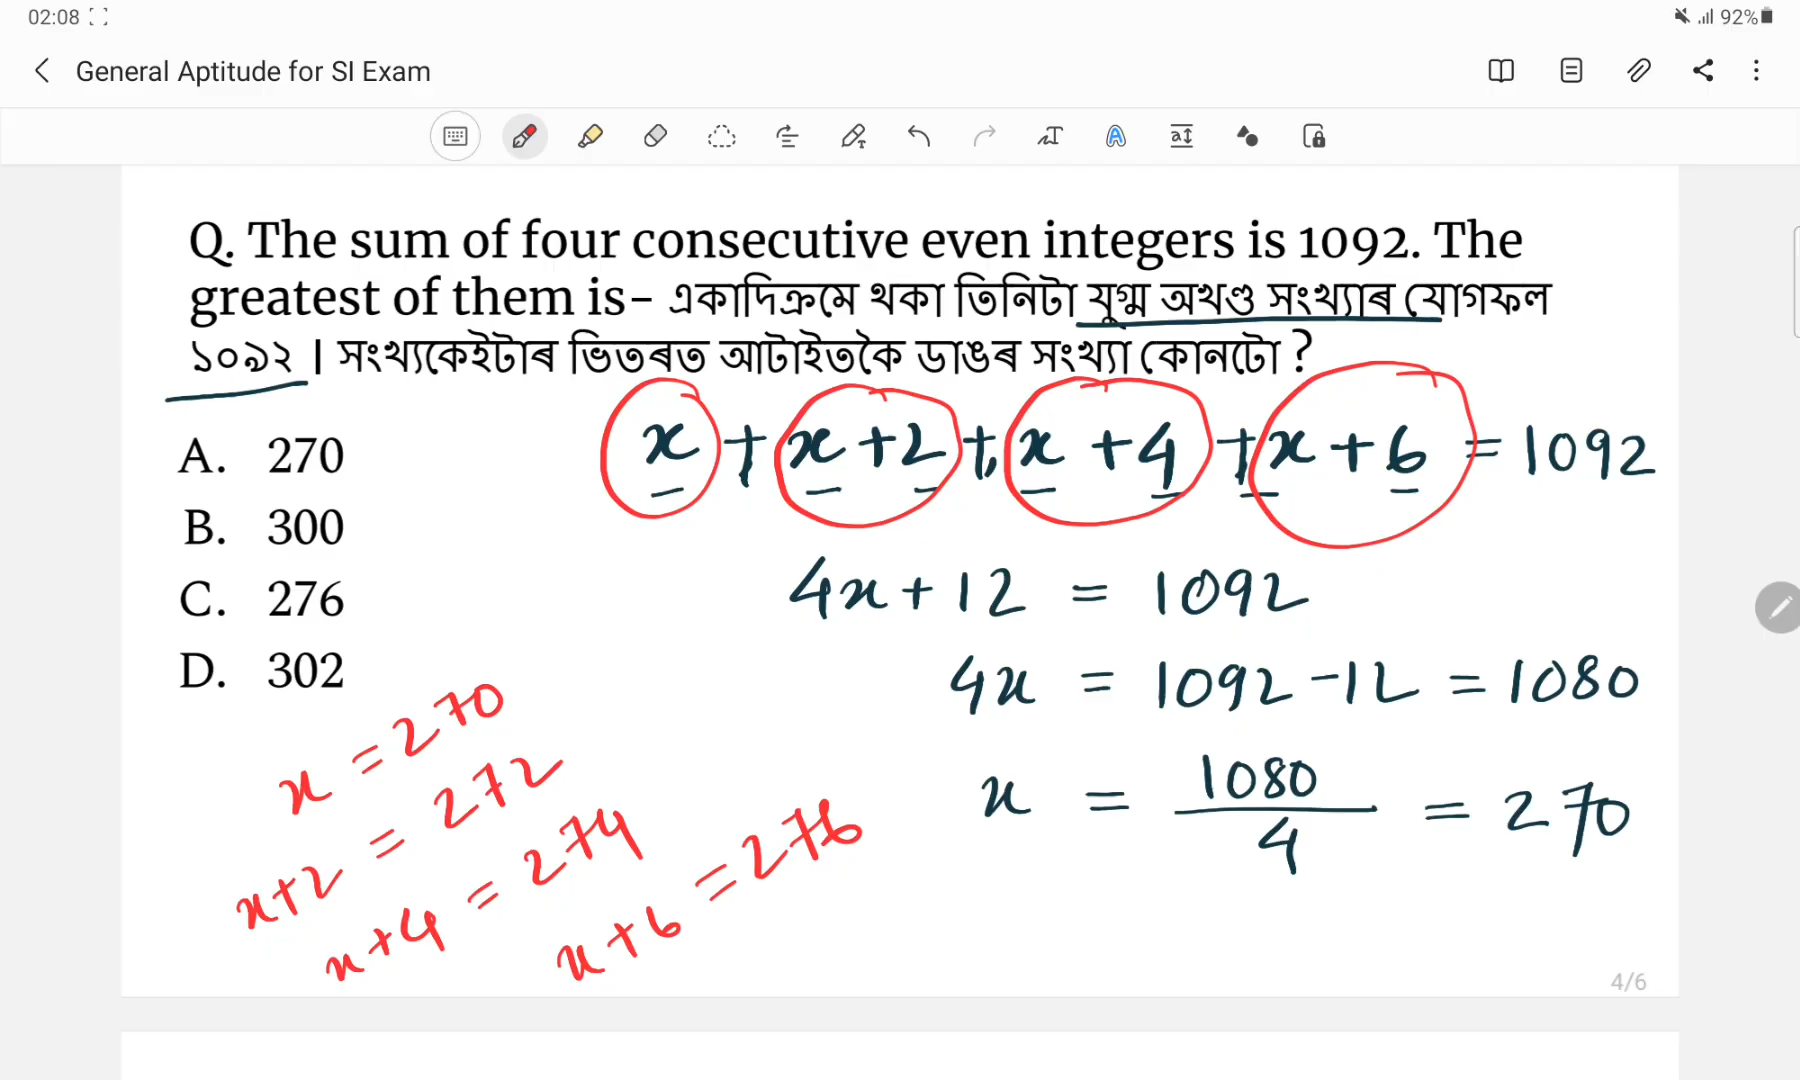 02:08
92%
General Aptitude for SI Exam
Q. The sum of four consecutive even integers is 1092. The
greatest of them is- একাদিক্ৰমে থকা তিনিটা যুগ্ম অখণ্ড সংখ্যাৰ যোগফল
১০৯২ । সংখ্যকেইটাৰ ভিতৰত আটাইতকৈ ডাঙৰ সংখ্যা কোনটো ?
x + x + 2 + x + 4 + x + 6 = 1092
A. 270
B. 300
C. 276
D. 302
4x + 12 = 1092
4x = 1092 - 12 = 1080
x = 1080/4 = 270
x = 270
x+2 = 272
x+4 = 274
x+6 = 276
4/6